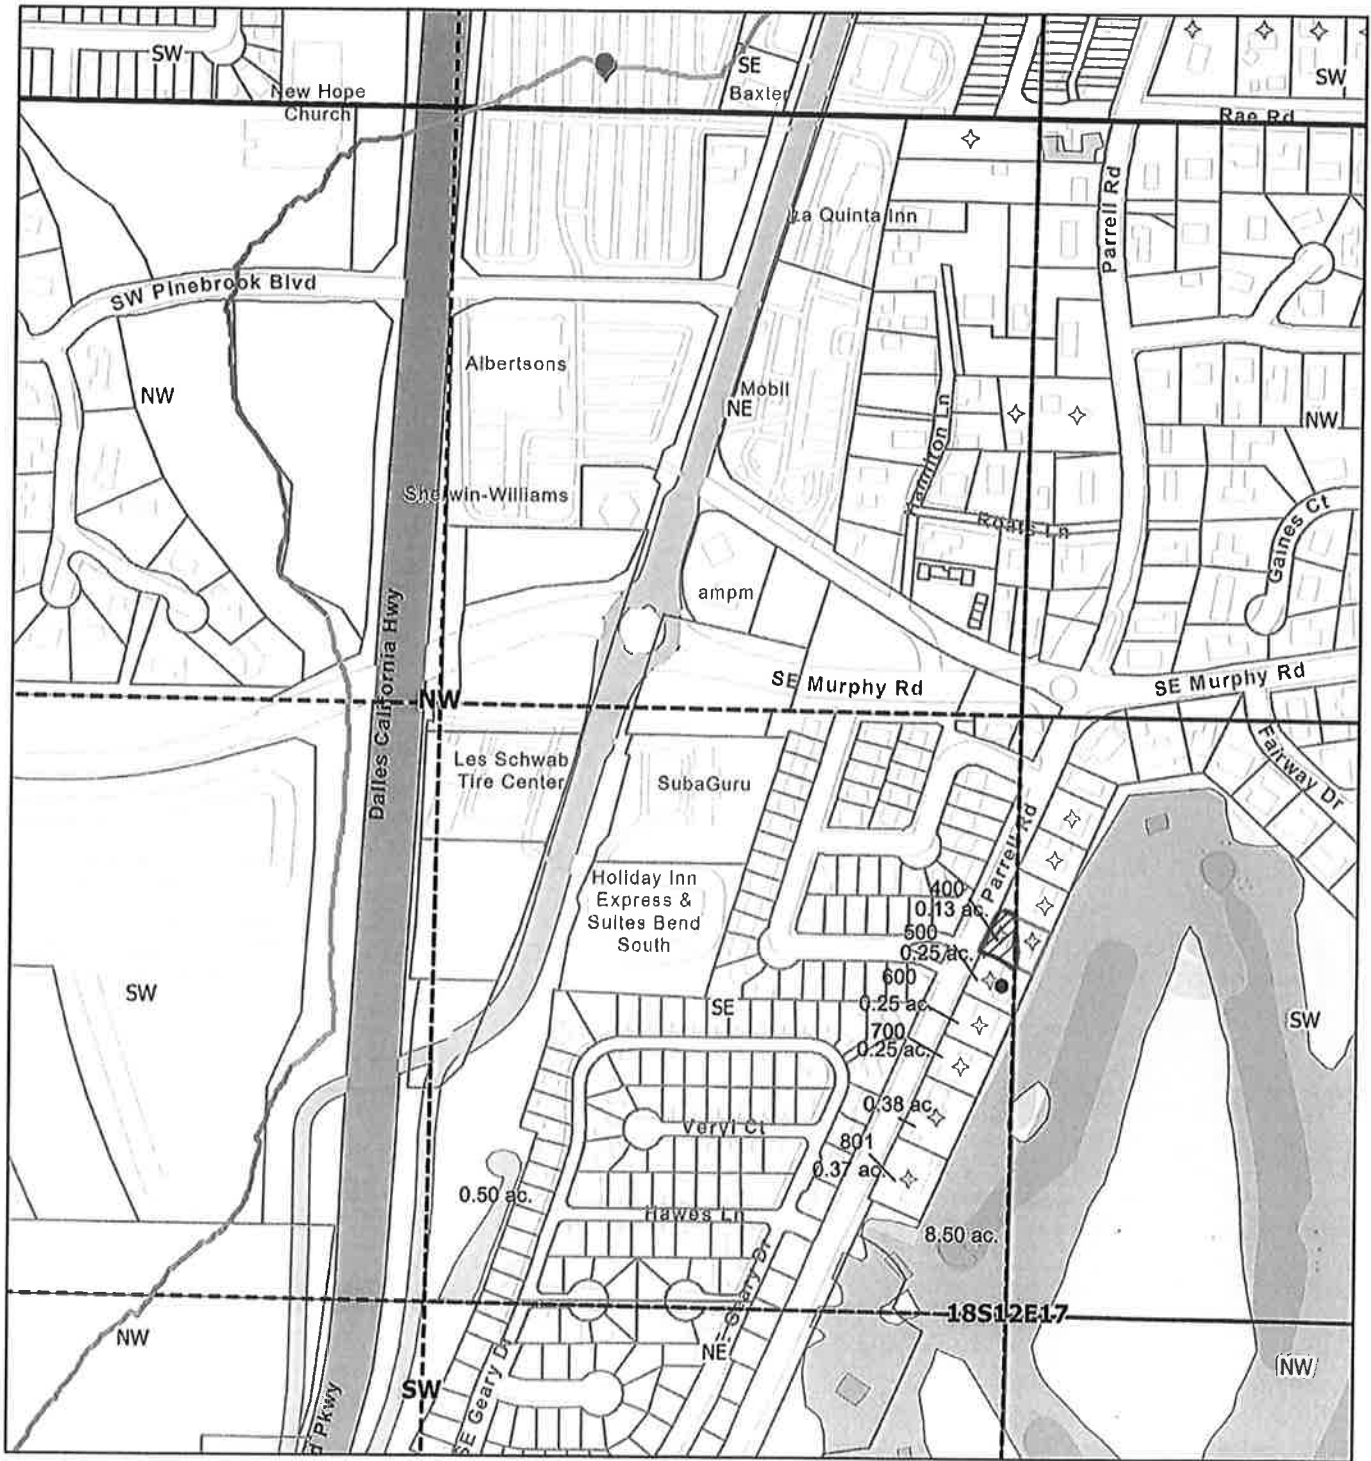 SW
SE
SW
New Hope
Church
Baxter
Rae Rd
Parrell Rd
La Quinta Inn
SW Pinebrook Blvd
Albertsons
NW
Mobil
NE
NW
Hamilton Ln
Sherwin-Williams
Roats Ln
Gaines Ct
ampm
Dalles California Hwy
SE Murphy Rd
SE Murphy Rd
NW
Fairway Dr
Les Schwab
Tire Center
SubaGuru
Parrell Rd
Holiday Inn
Express &
Suites Bend
South
400
0.13 ac.
500
0.25 ac.
600
0.25 ac.
700
0.25 ac.
SW
SE
SW
0.38 ac.
Veryl Ct
801
0.37 ac.
0.50 ac.
Hawes Ln
8.50 ac.
Geary Dr
18S12E17
NW
NE
NW
SW
SE Geary Dr
d Pkwy